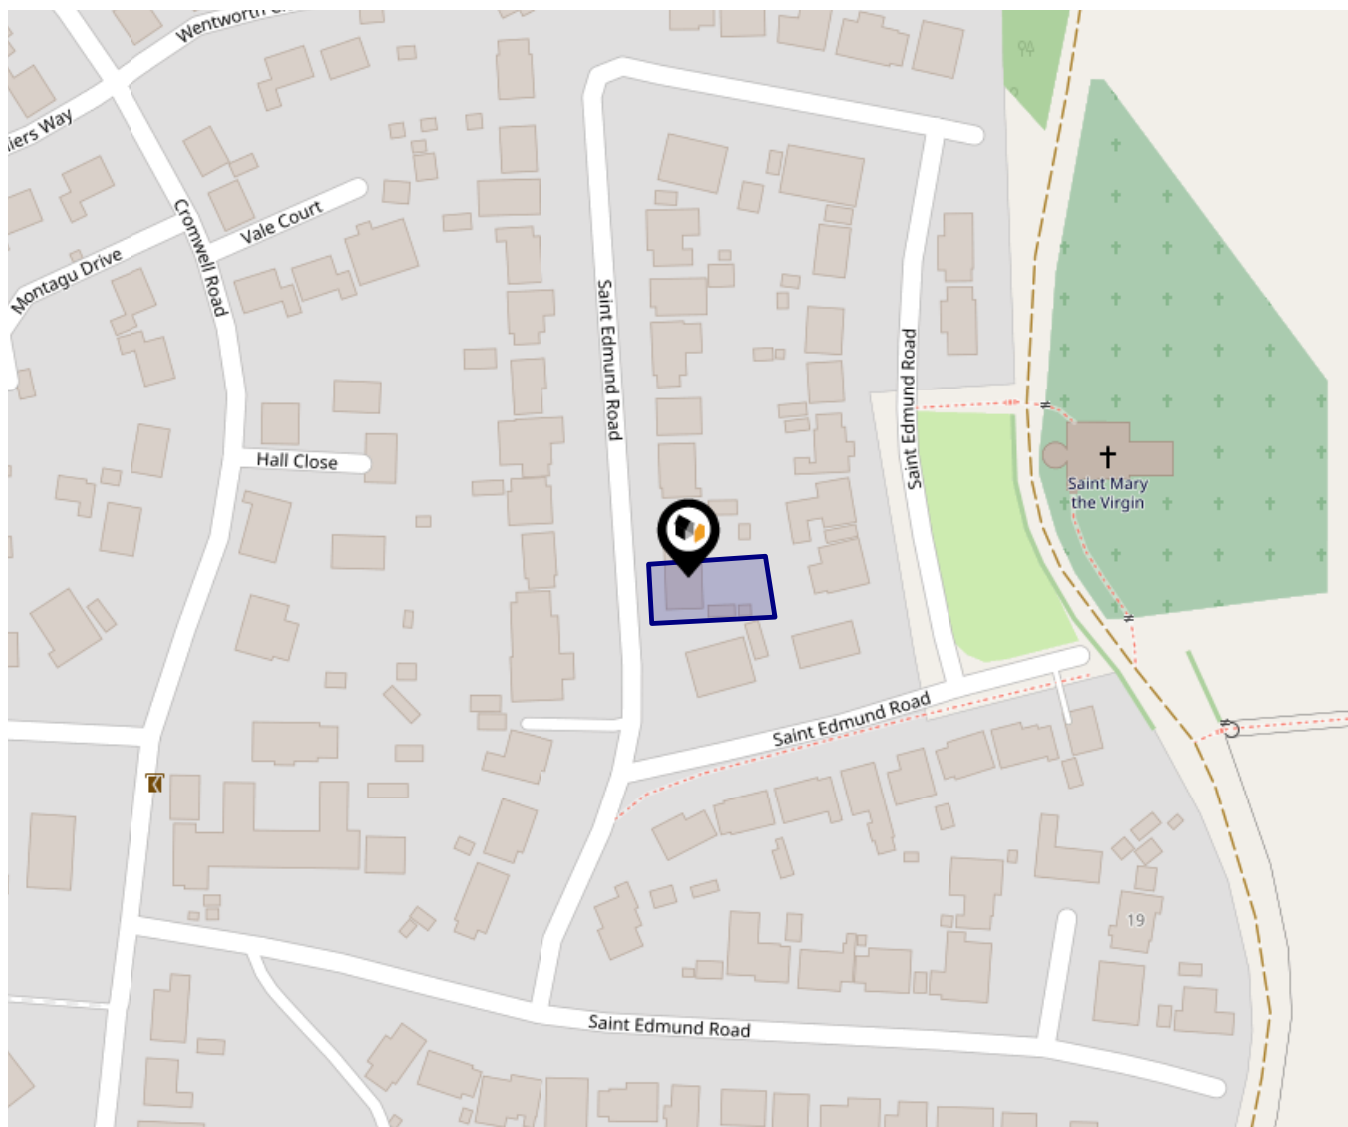 Wentworth
liers Way
Cromwell Road
Vale Court
Montagu Drive
Saint Edmund Road
Saint Edmund Road
Hall Close
Saint Mary
the Virgin
Saint Edmund Road
19
Saint Edmund Road